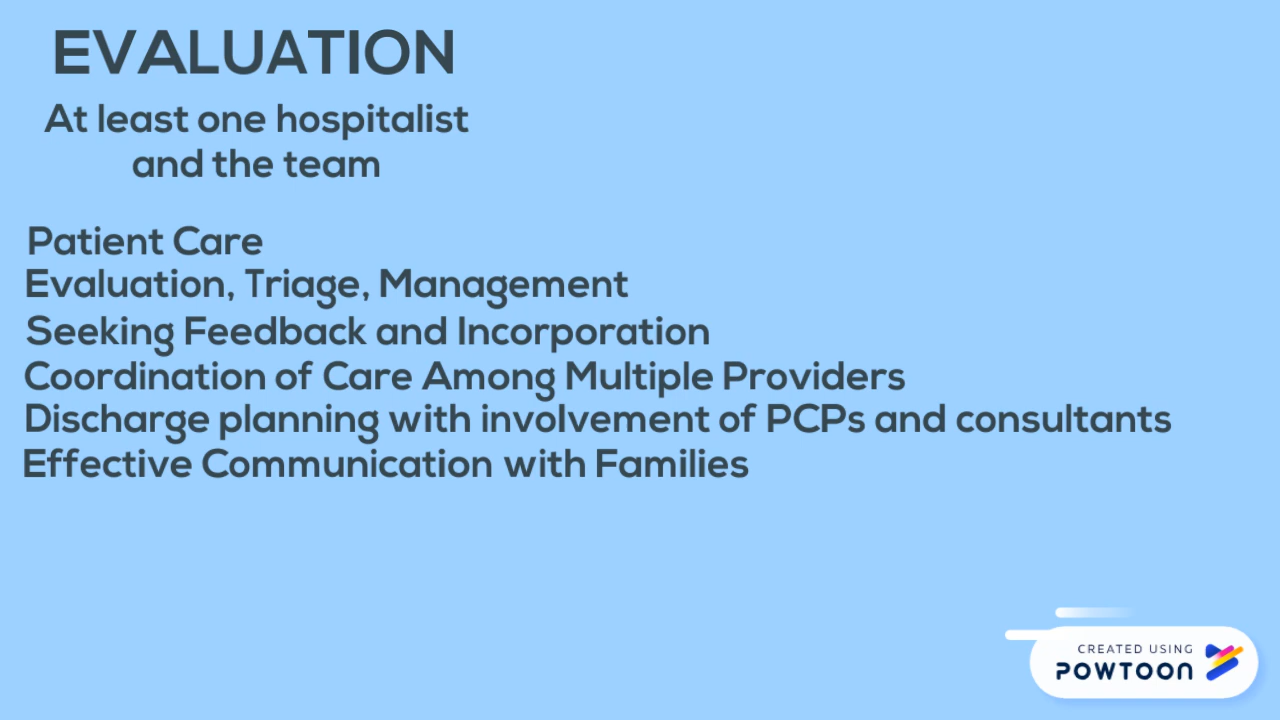 EVALUATION
At least one hospitalist
and the team
Patient Care
Evaluation, Triage, Management
Seeking Feedback and Incorporation
Coordination of Care Among Multiple Providers
Discharge planning with involvement of PCPs and consultants
Effective Communication with Families
CREATED USING
POWTOON